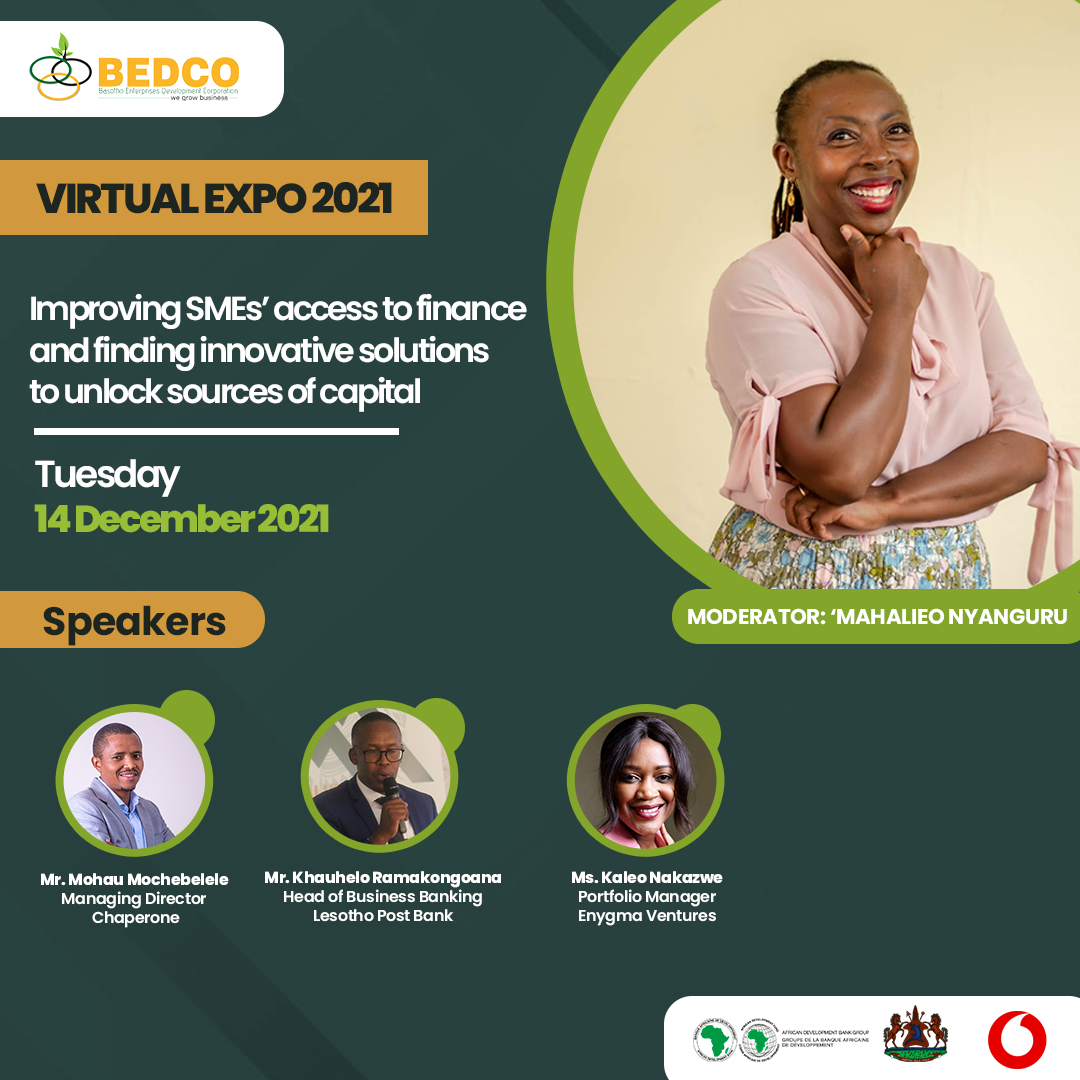 BEDCO
Basotho Enterprises Development Corporation
we grow business
VIRTUAL EXPO 2021
Improving SMEs’ access to finance
and finding innovative solutions
to unlock sources of capital
Tuesday
14 December 2021
MODERATOR: ‘MAHALIEO NYANGURU
Speakers
Mr. Mohau Mochebelele
Managing Director
Chaperone
Mr. Khauhelo Ramakongoana
Head of Business Banking
Lesotho Post Bank
Ms. Kaleo Nakazwe
Portfolio Manager
Enygma Ventures
AFRICAN DEVELOPMENT BANK GROUP
GROUPE DE LA BANQUE AFRICAINE
DE DÉVELOPPEMENT